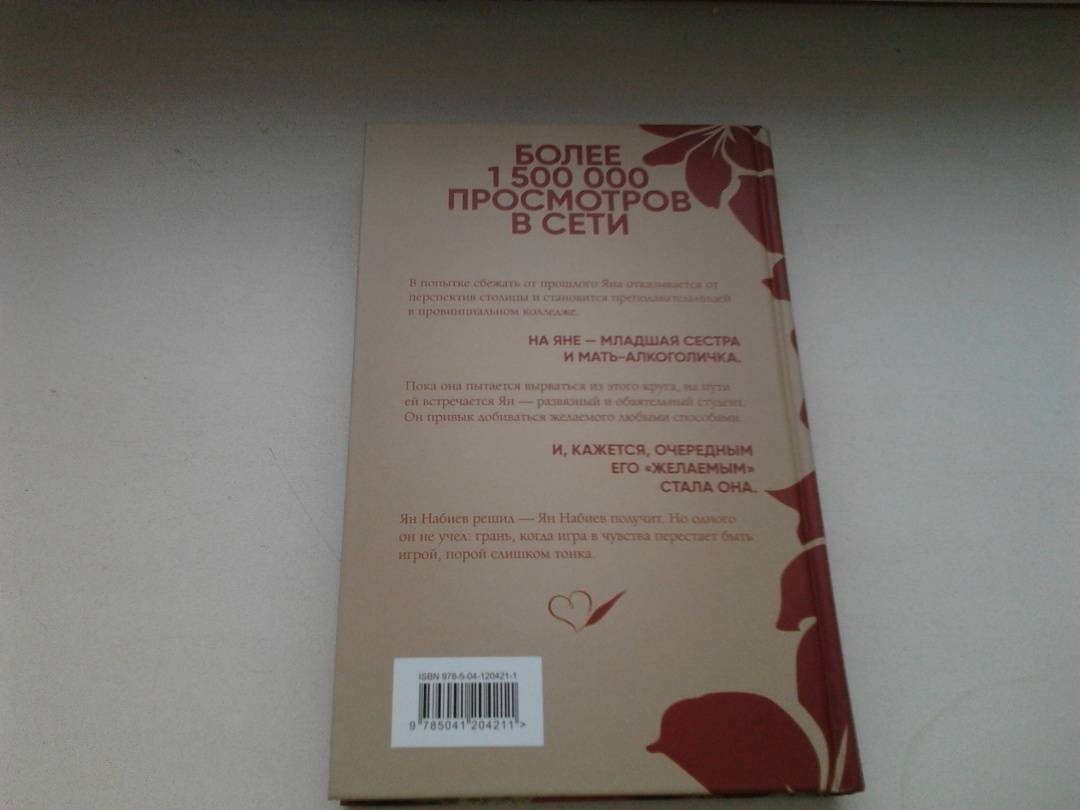 БОЛЕЕ
1 500 000
ПРОСМОТРОВ
В СЕТИ
В попытке сбежать от прошлого Яна отказывается от
перспектив столицы и становится преподавательницей
в провинциальном колледже.
НА ЯНЕ — МЛАДШАЯ СЕСТРА
И МАТЬ-АЛКОГОЛИЧКА.
Пока она пытается вырваться из этого круга, на пути
ей встречается Ян — развязный и обаятельный студент.
Он привык добиваться желаемого любыми способами.
И, КАЖЕТСЯ, ОЧЕРЕДНЫМ
ЕГО «ЖЕЛАЕМЫМ»
СТАЛА ОНА.
Ян Набиев решил — Ян Набиев получит. Но одного
он не учел: грань, когда игра в чувства перестает быть
игрой, порой слишком тонка.
ISBN 978-5-04-120421-1
9 785041 204211 >